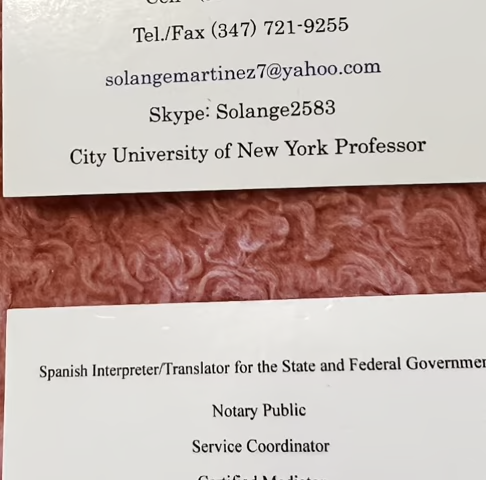 Tel./Fax (347) 721-9255
solangemartinez7@yahoo.com
Skype: Solange2583
City University of New York Professor
Spanish Interpreter/Translator for the State and Federal
Notary Public
Service Coordinator